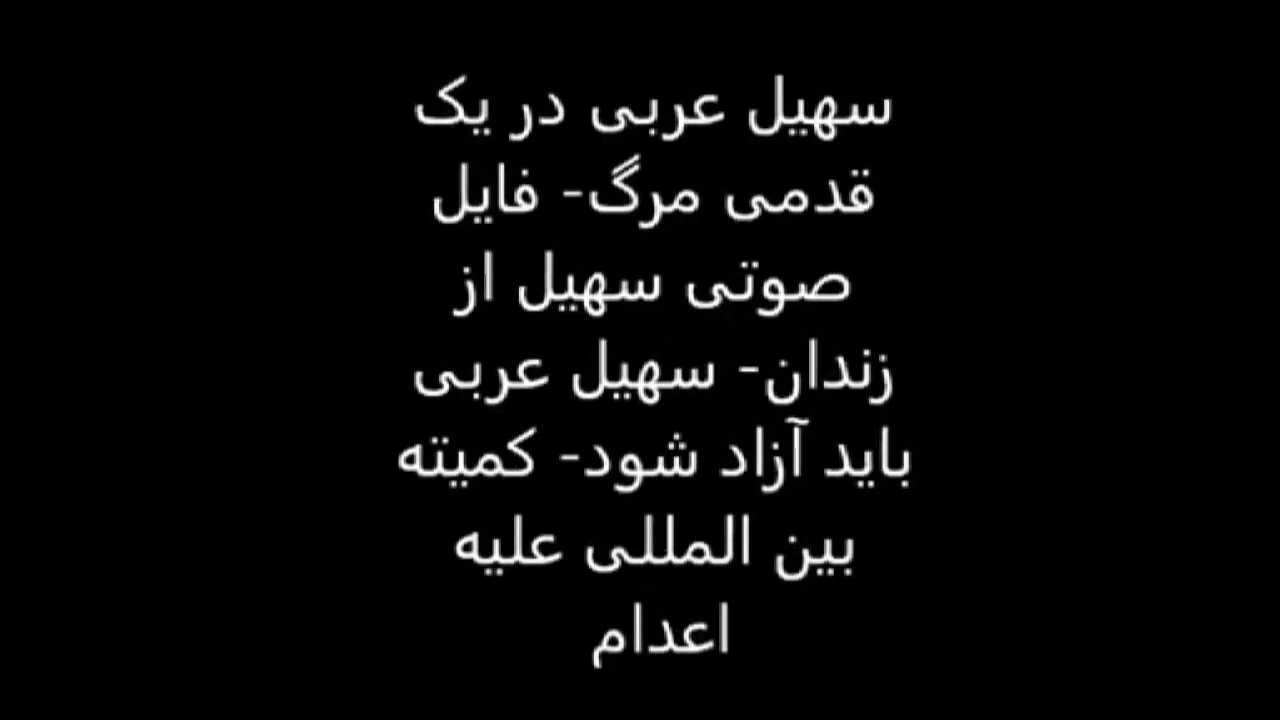 سهیل عربی در یک
قدمی مرگ- فایل
صوتی سهیل از
زندان- سهیل عربی
باید آزاد شود- کمیته
بین المللی علیه
اعدام